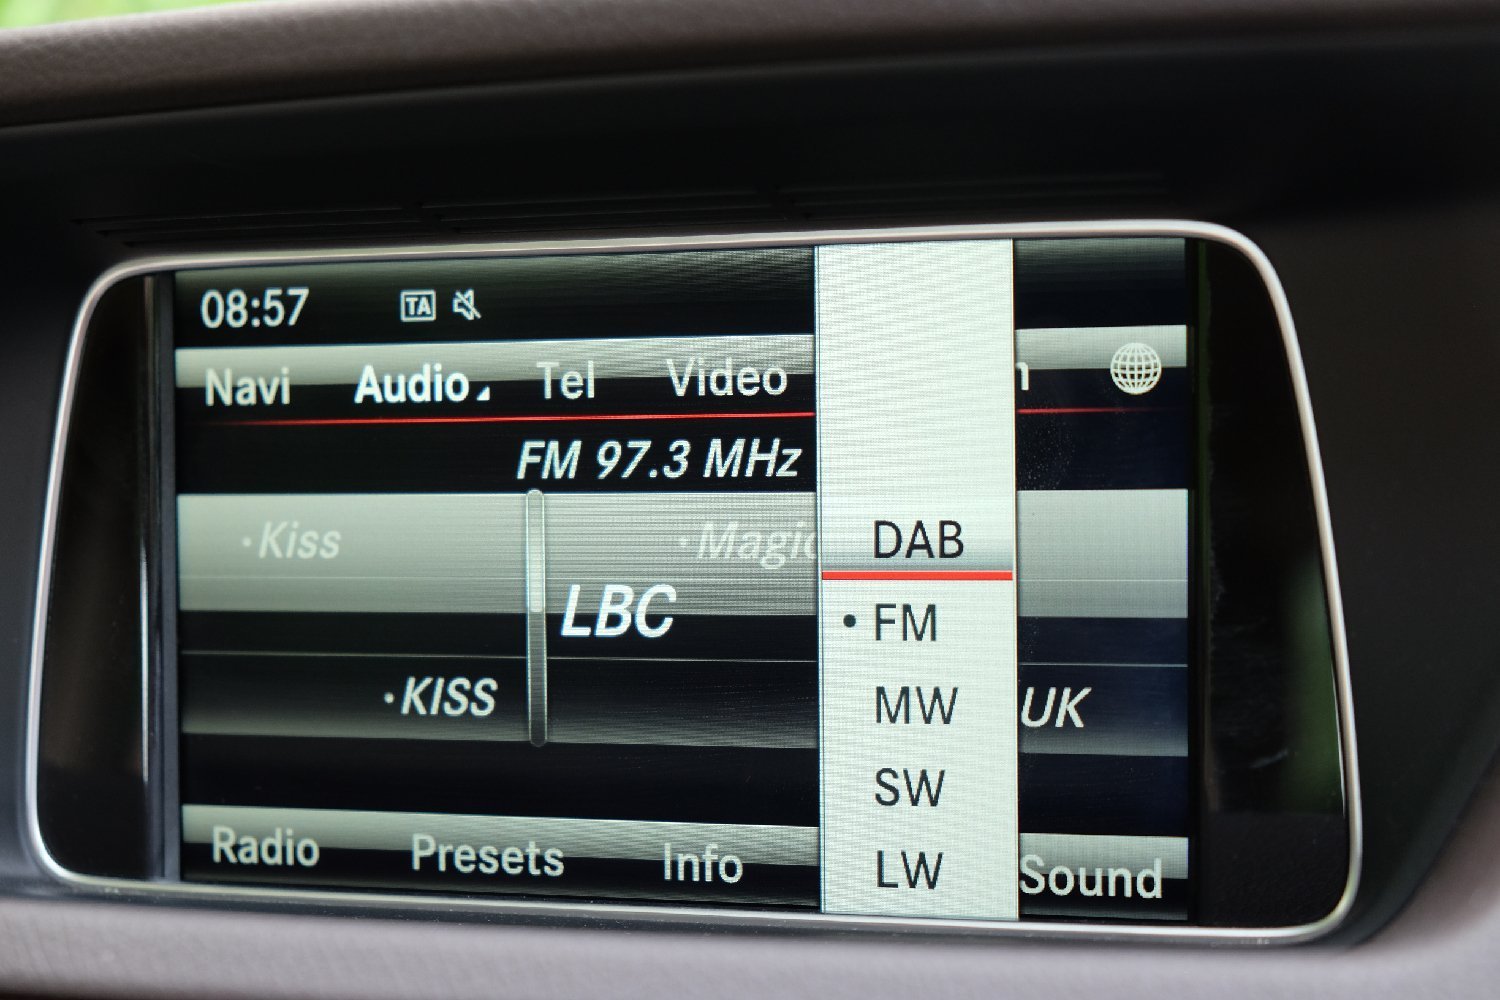 08:57 TA
Navi Audio Tel Video
FM 97.3 MHz
·Kiss ·Magic
LBC
·KISS UK
DAB
• FM
MW
SW
LW
Radio Presets Info Sound